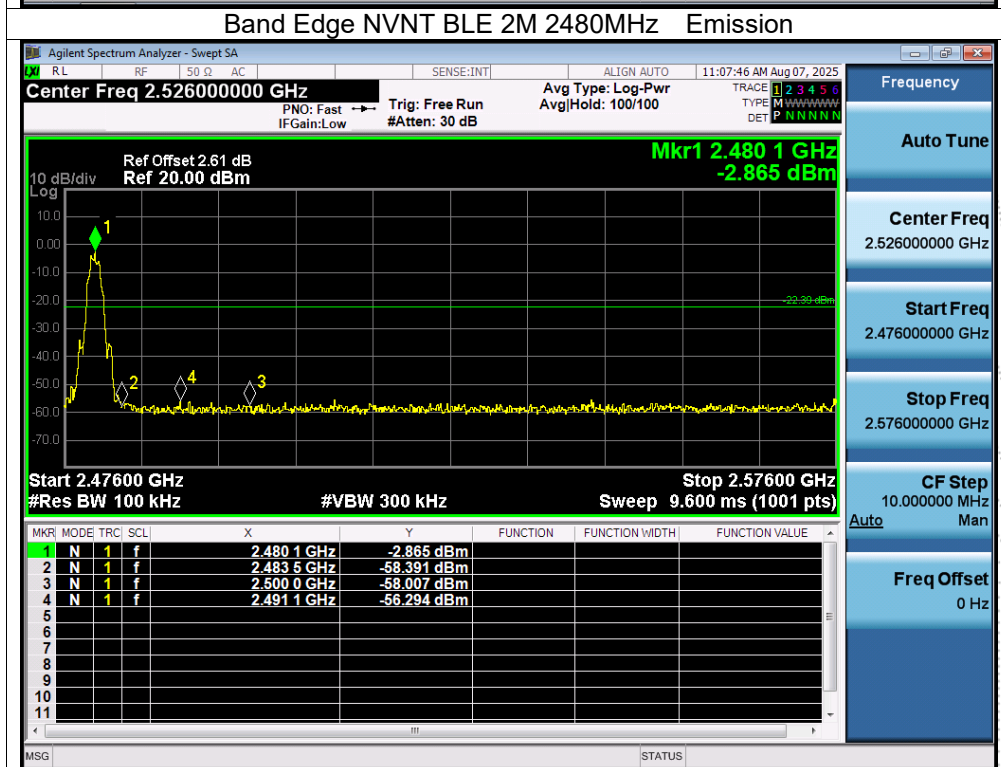 Band Edge NVNT BLE 2M 2480MHz Emission
Agilent Spectrum Analyzer - Swept SA
LXI RL RF 50 Ω AC SENSE:INT ALIGN AUTO 11:07:46 AM Aug 07, 2025
Center Freq 2.526000000 GHz
PNO: Fast
IFGain:Low
Trig: Free Run
#Atten: 30 dB
Avg Type: Log-Pwr
Avg|Hold: 100/100
TRACE 1 2 3 4 5 6
TYPE M WWWWW
DET P N N N N N
Ref Offset 2.61 dB
Ref 20.00 dBm
10 dB/div
Log
Mkr1 2.480 1 GHz
-2.865 dBm
10.0
0.00
-10.0
-20.0
-30.0
-40.0
-50.0
-60.0
-70.0
1
2
4
3
-22.39 dBm
Start 2.47600 GHz Stop 2.57600 GHz
#Res BW 100 kHz #VBW 300 kHz Sweep 9.600 ms (1001 pts)
MKR MODE TRC SCL X Y FUNCTION FUNCTION WIDTH FUNCTION VALUE
1 N 1 f 2.480 1 GHz -2.865 dBm
2 N 1 f 2.483 5 GHz -58.391 dBm
3 N 1 f 2.500 0 GHz -58.007 dBm
4 N 1 f 2.491 1 GHz -56.294 dBm
5
6
7
8
9
10
11
MSG STATUS
Frequency
Auto Tune
Center Freq
2.526000000 GHz
Start Freq
2.476000000 GHz
Stop Freq
2.576000000 GHz
CF Step
10.000000 MHz
Auto Man
Freq Offset
0 Hz